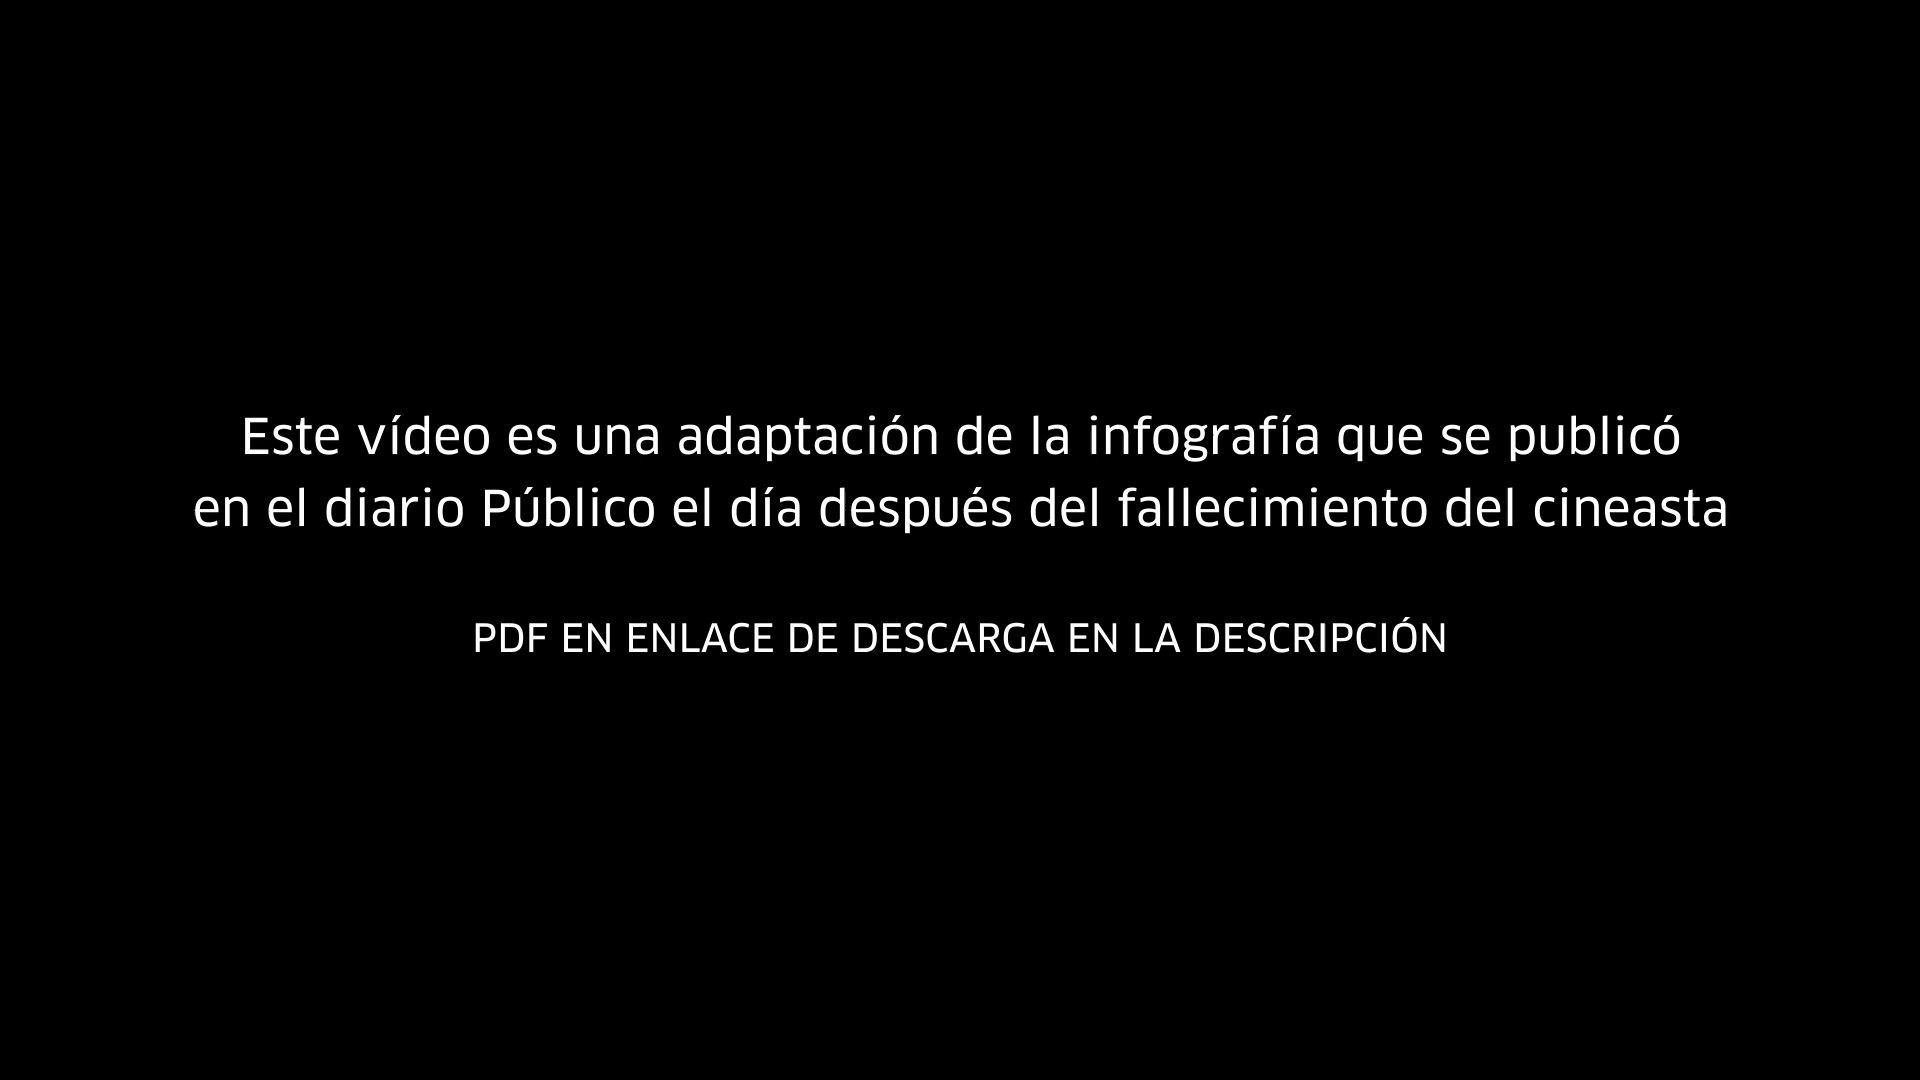 Este vídeo es una adaptación de la infografía que se publicó
en el diario Público el día después del fallecimiento del cineasta
PDF EN ENLACE DE DESCARGA EN LA DESCRIPCIÓN